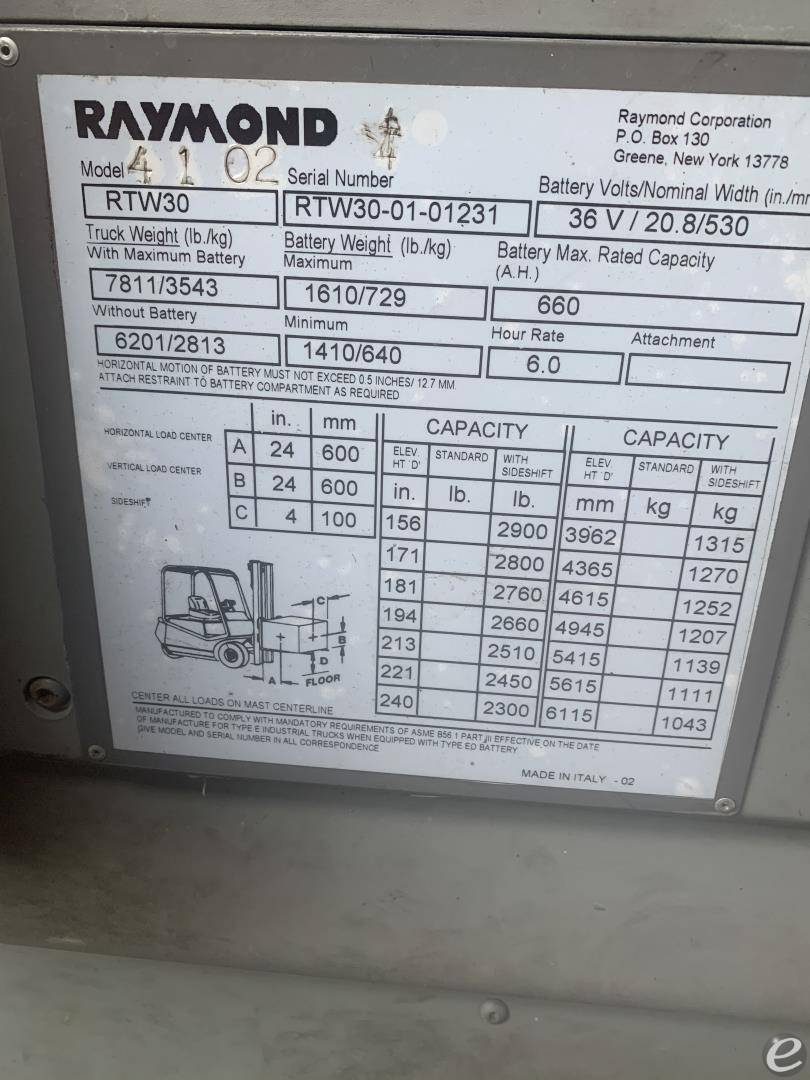 RAYMOND
Raymond Corporation
P.O. Box 130
Greene, New York 13778
4 1 02
Model
Serial Number
Battery Volts/Nominal Width (in./mm
RTW30
RTW30-01-01231
36 V / 20.8/530
Truck Weight (lb./kg)
With Maximum Battery
Battery Weight (lb./kg)
Maximum
Battery Max. Rated Capacity
(A.H.)
7811/3543
1610/729
660
Without Battery
Minimum
Hour Rate
Attachment
6201/2813
1410/640
6.0
HORIZONTAL MOTION OF BATTERY MUST NOT EXCEED 0.5 INCHES/ 12.7 MM.
ATTACH RESTRAINT TO BATTERY COMPARTMENT AS REQUIRED
in. mm
HORIZONTAL LOAD CENTER A 24 600
VERTICAL LOAD CENTER B 24 600
SIDESHIFT C 4 100
CAPACITY CAPACITY
ELEV. HT 'D' STANDARD WITH SIDESHIFT ELEV. HT 'D' STANDARD WITH SIDESHIFT
in. lb. lb. mm kg kg
156 2900 3962 1315
171 2800 4365 1270
181 2760 4615 1252
194 2660 4945 1207
213 2510 5415 1139
221 2450 5615 1111
240 2300 6115 1043
C
B
D
A
FLOOR
CENTER ALL LOADS ON MAST CENTERLINE
MANUFACTURED TO COMPLY WITH MANDATORY REQUIREMENTS OF ASME B56.1 PART III EFFECTIVE ON THE DATE
OF MANUFACTURE FOR TYPE E INDUSTRIAL TRUCKS WHEN EQUIPPED WITH TYPE EO BATTERY
GIVE MODEL AND SERIAL NUMBER IN ALL CORRESPONDENCE
MADE IN ITALY - 02
e